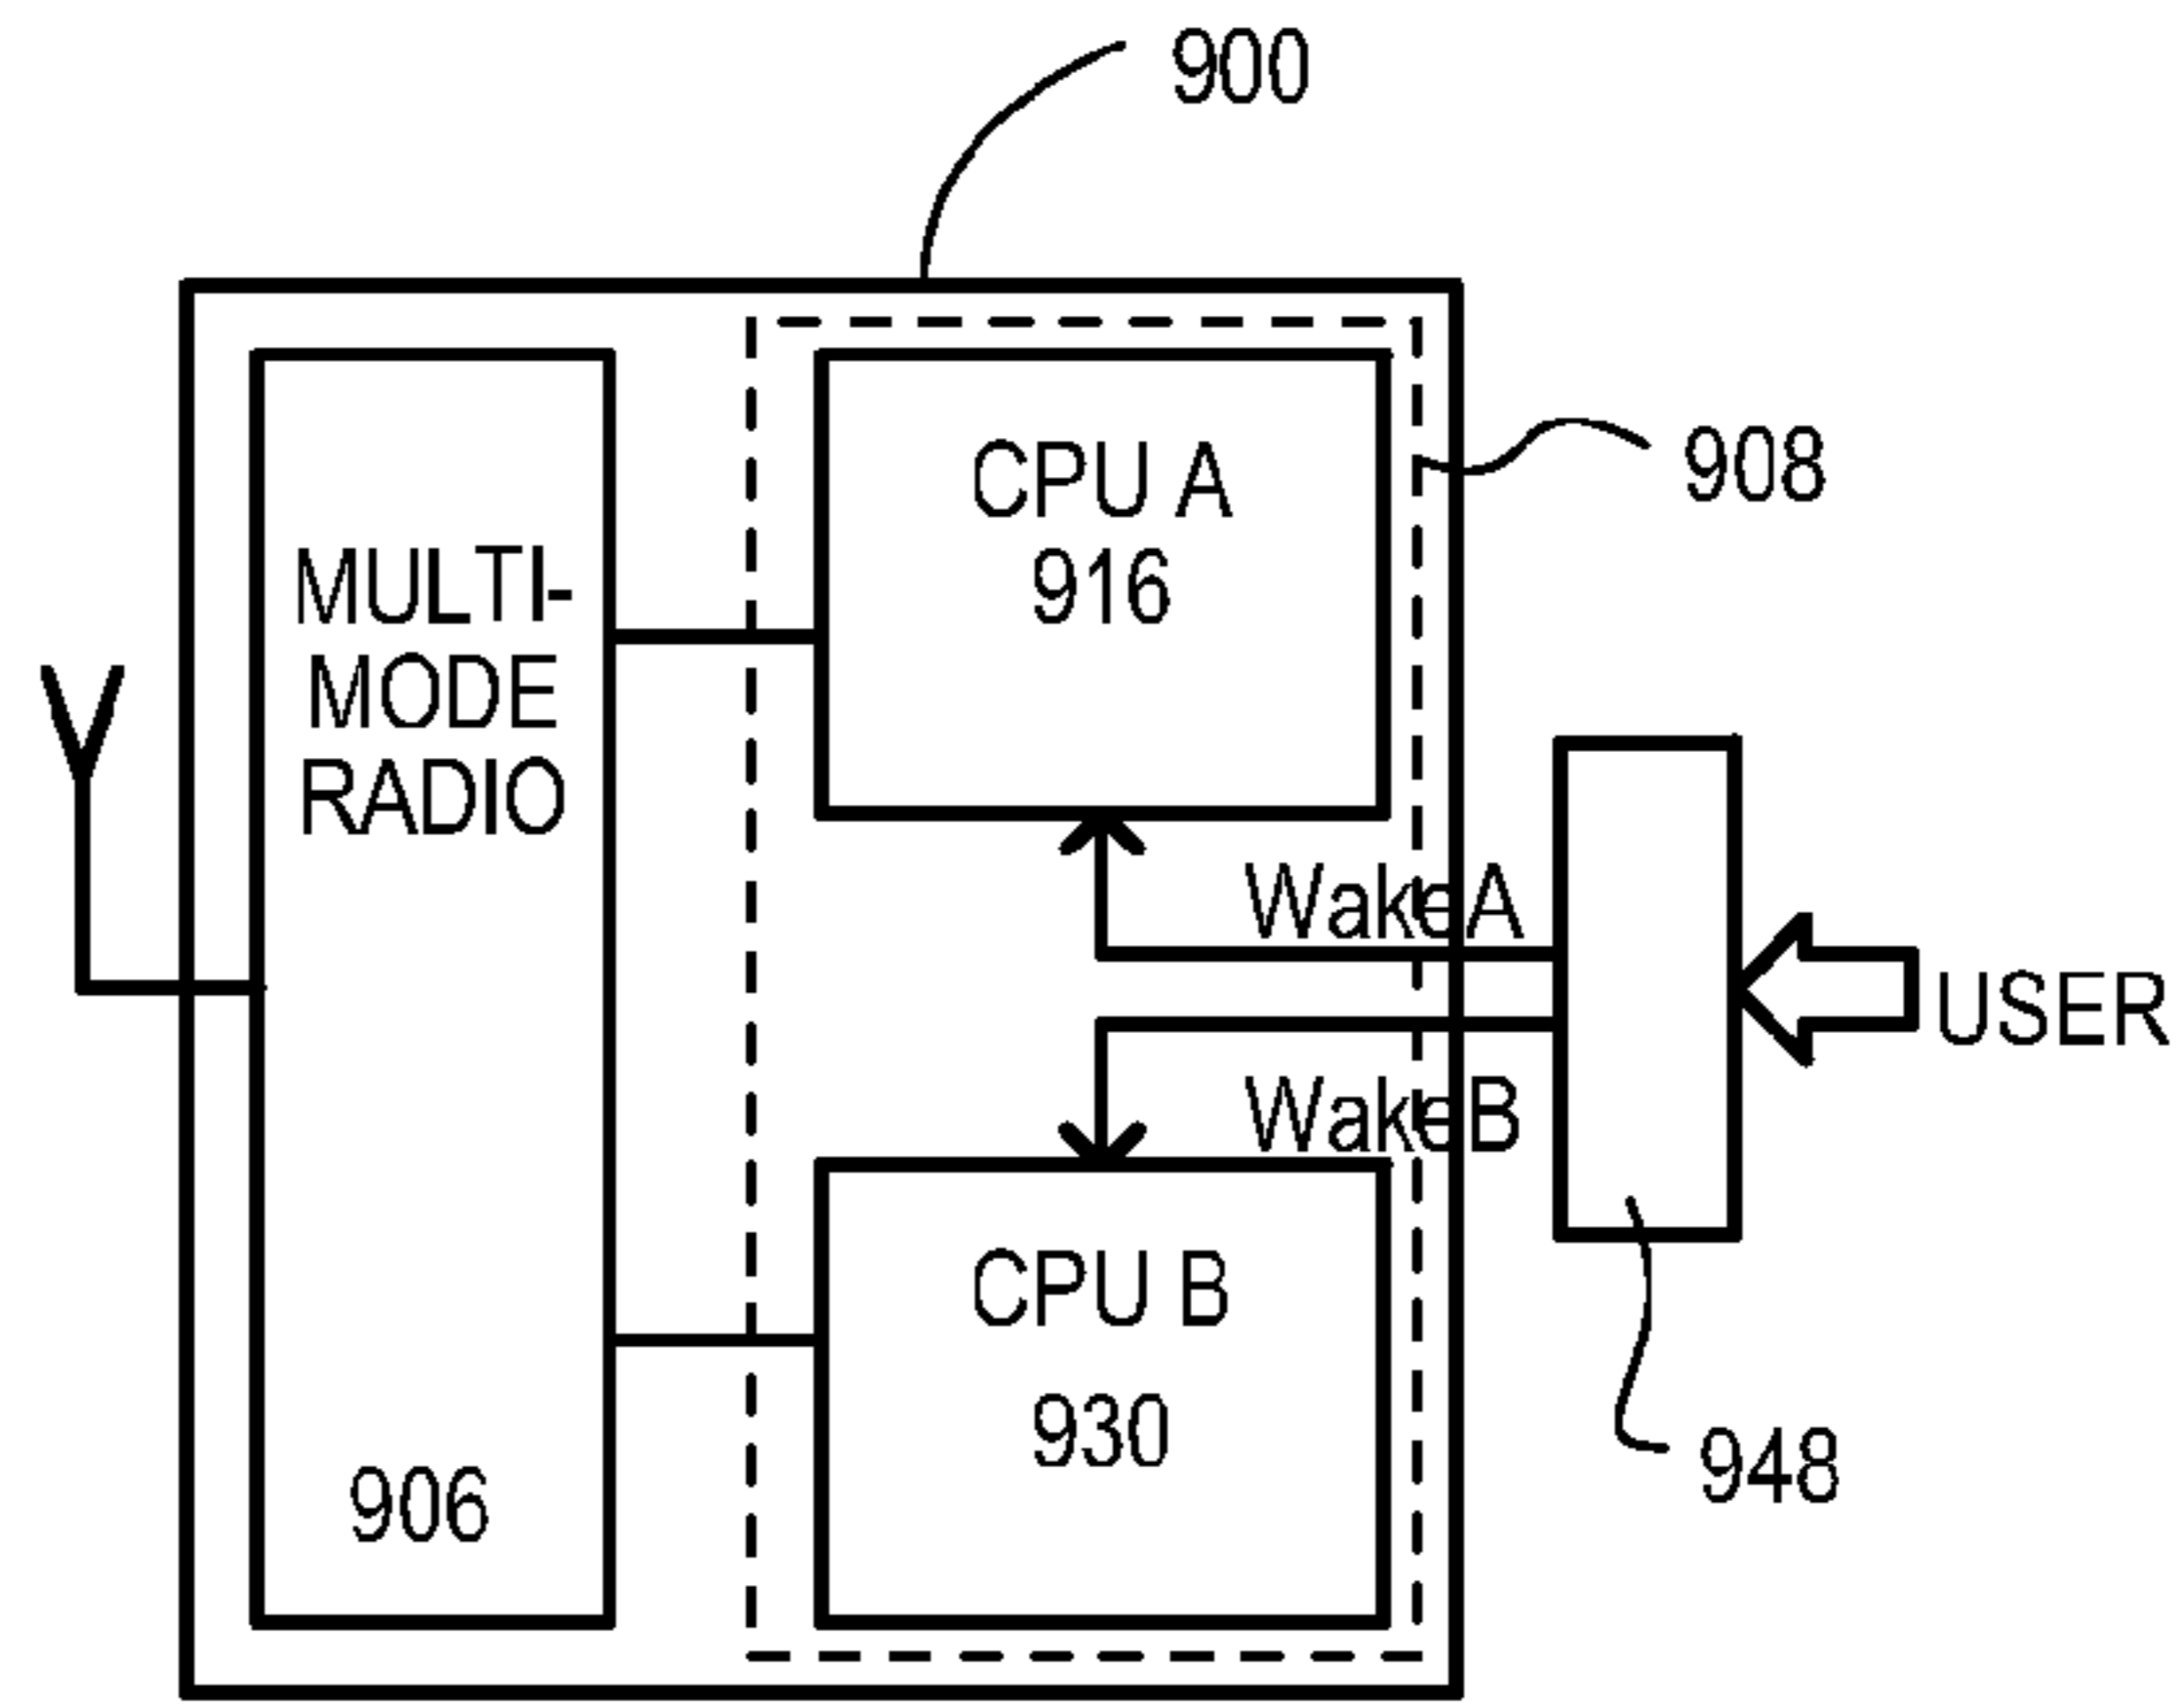 900
908
CPU A
916
MULTI-
MODE
RADIO
906
WakeA
WakeB
USER
CPU B
930
948